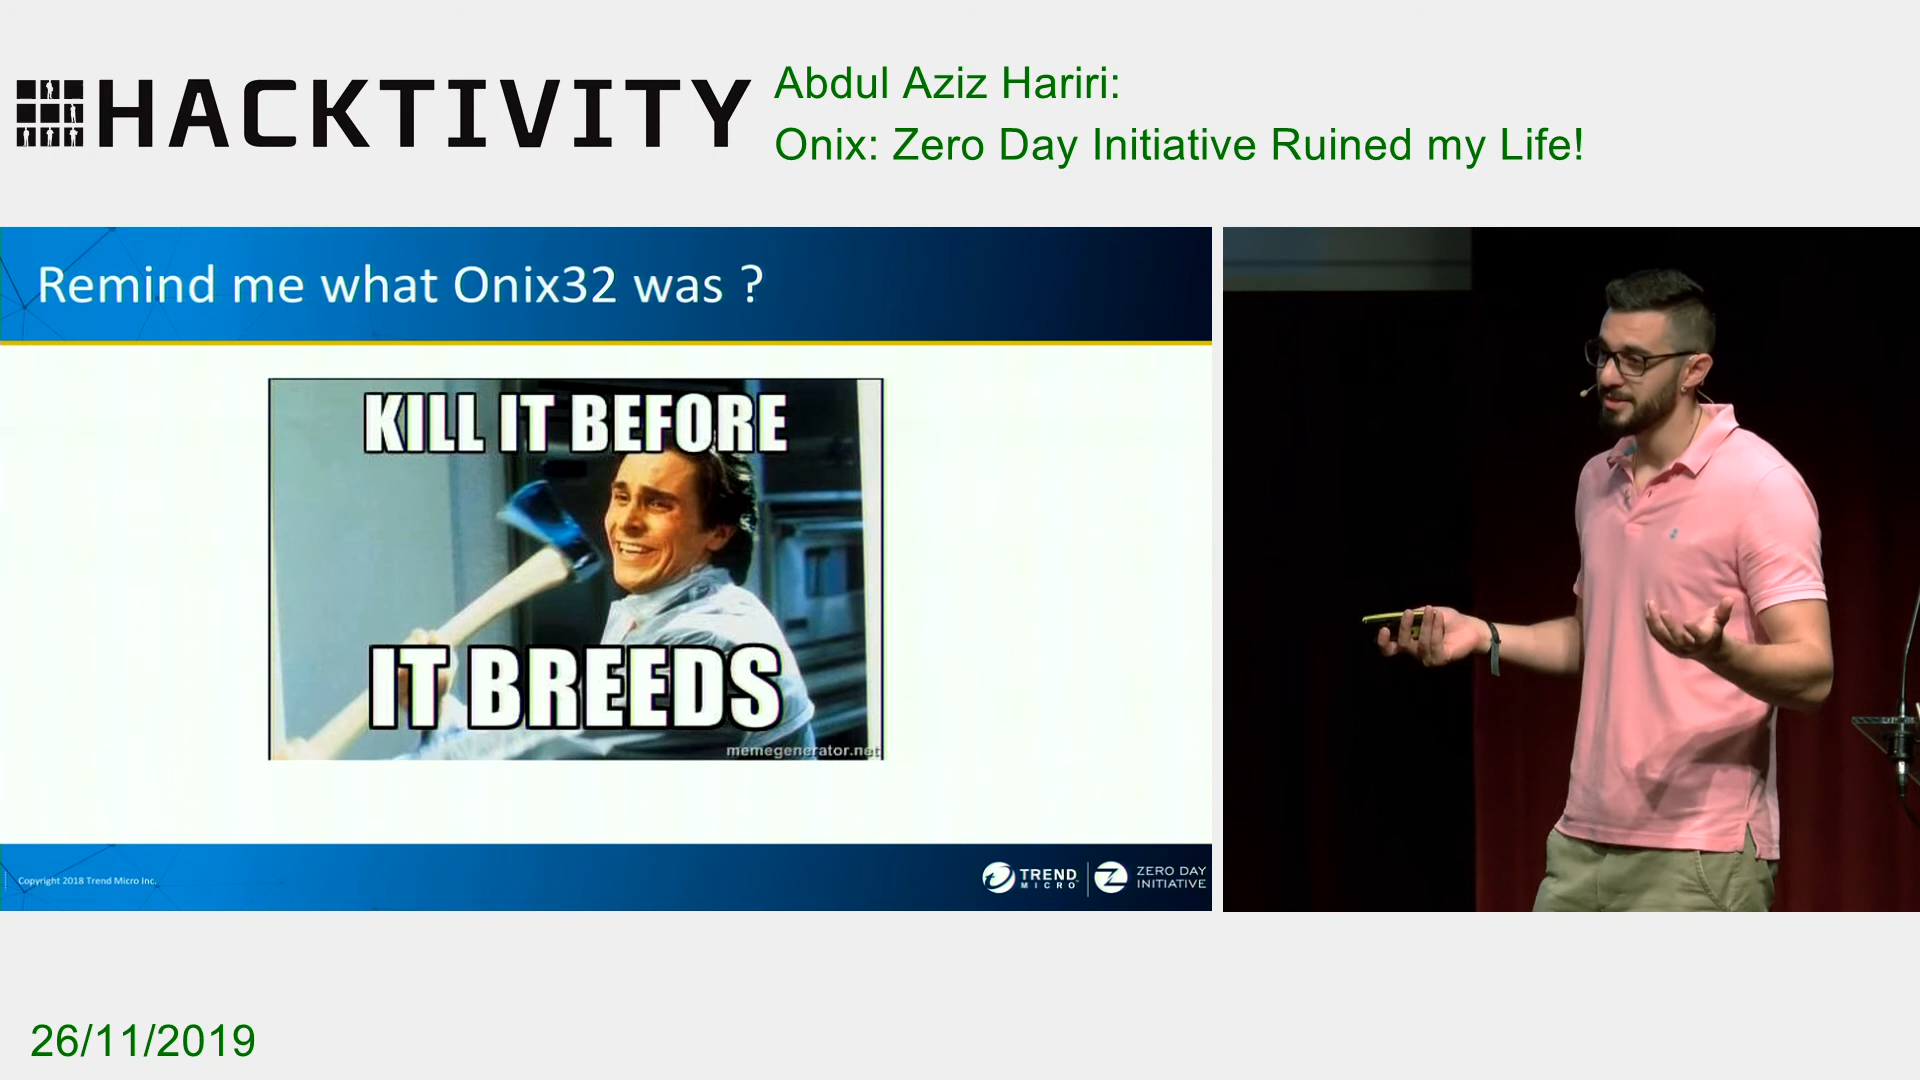 HACKTIVITY
Abdul Aziz Hariri:
Onix: Zero Day Initiative Ruined my Life!
Remind me what Onix32 was ?
KILL IT BEFORE
IT BREEDS
memegenerator.net
Copyright 2018 Trend Micro Inc.
TREND
MICRO
ZERO DAY
INITIATIVE
26/11/2019